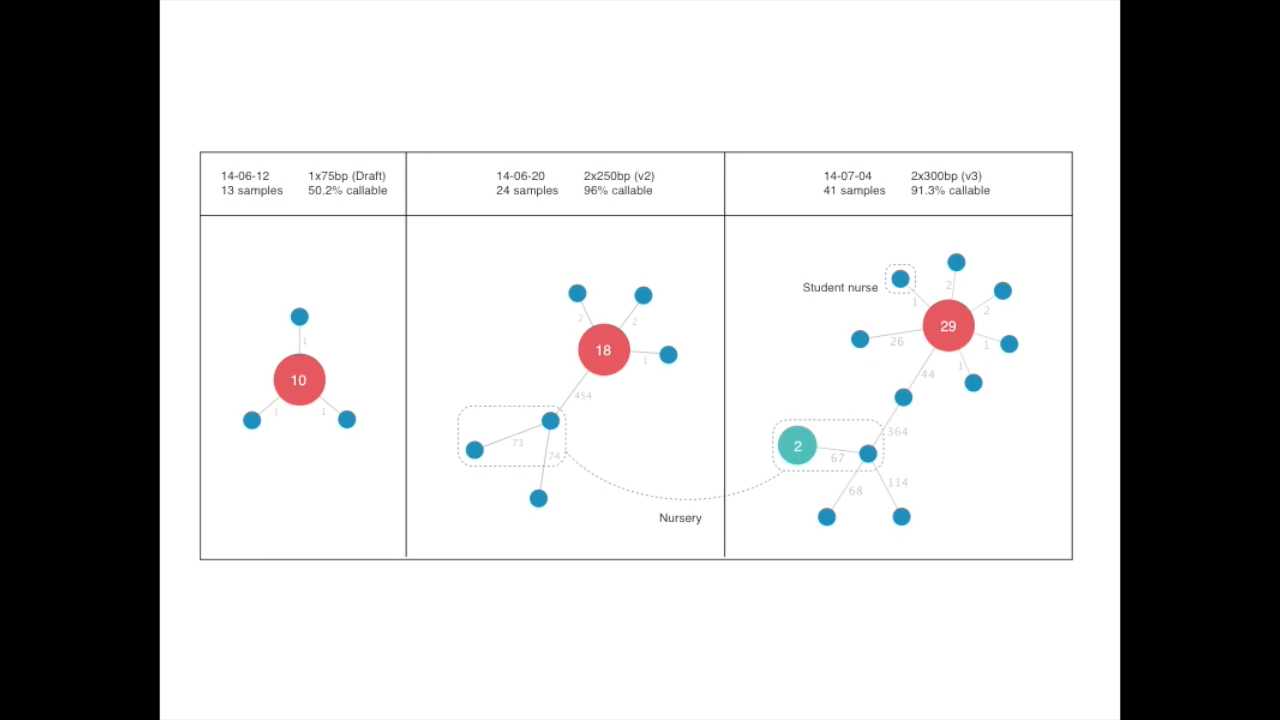 14-06-12 1x75bp (Draft)
13 samples 50.2% callable
14-06-20 2x250bp (v2)
24 samples 96% callable
14-07-04 2x300bp (v3)
41 samples 91.3% callable
1
10
1 1
2 2
18
1
454
73
74
Student nurse
2
1
2
29
26
1
1
44
364
2
67
114
68
Nursery